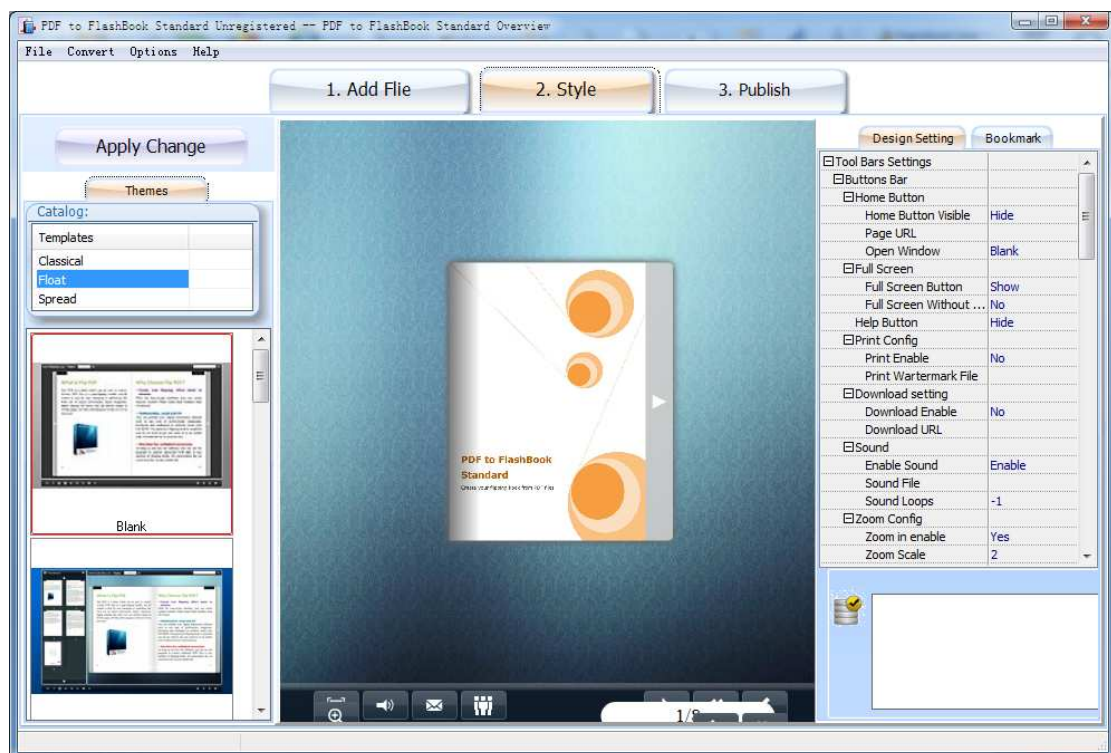 PDF to FlashBook Standard Unregistered -- PDF to FlashBook Standard Overview
File Convert Options Help
1. Add Flie
2. Style
3. Publish
Apply Change
Themes
Catalog:
Templates
Classical
Float
Spread
Blank
PDF to FlashBook
Standard
1/8
Design Setting
Bookmark
Tool Bars Settings
Buttons Bar
Home Button
Home Button Visible Hide
Page URL
Open Window Blank
Full Screen
Full Screen Button Show
Full Screen Without ... No
Help Button Hide
Print Config
Print Enable No
Print Wartermark File
Download setting
Download Enable No
Download URL
Sound
Enable Sound Enable
Sound File
Sound Loops -1
Zoom Config
Zoom in enable Yes
Zoom Scale 2